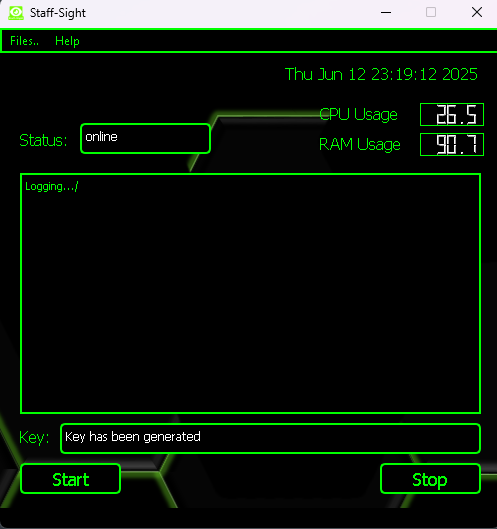 Staff-Sight
Files.. Help
Thu Jun 12 23:19:12 2025
CPU Usage 26.5
Status: online
RAM Usage 90.7
Logging.../
Key: Key has been generated
Start Stop